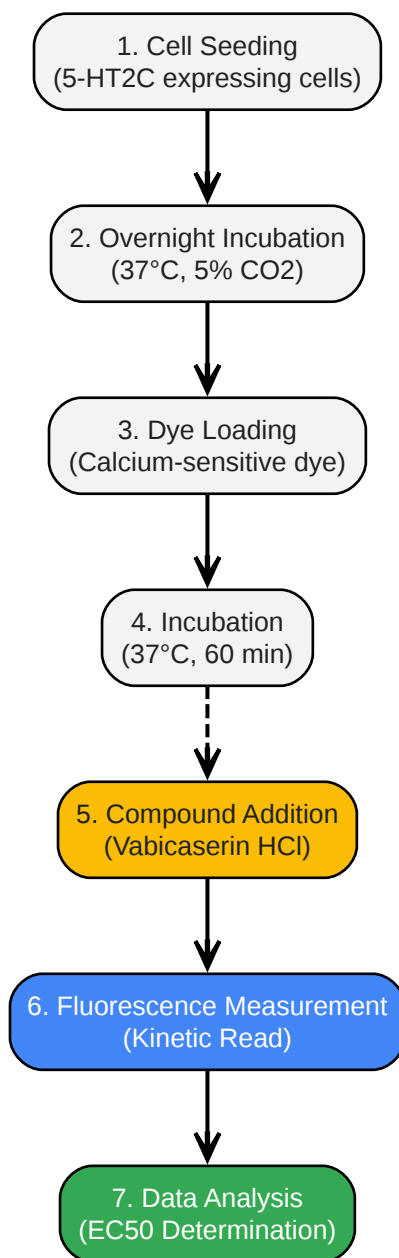 1. Cell Seeding
(5-HT2C expressing cells)
2. Overnight Incubation
(37°C, 5% CO2)
3. Dye Loading
(Calcium-sensitive dye)
4. Incubation
(37°C, 60 min)
5. Compound Addition
(Vabicaserin HCl)
6. Fluorescence Measurement
(Kinetic Read)
7. Data Analysis
(EC50 Determination)